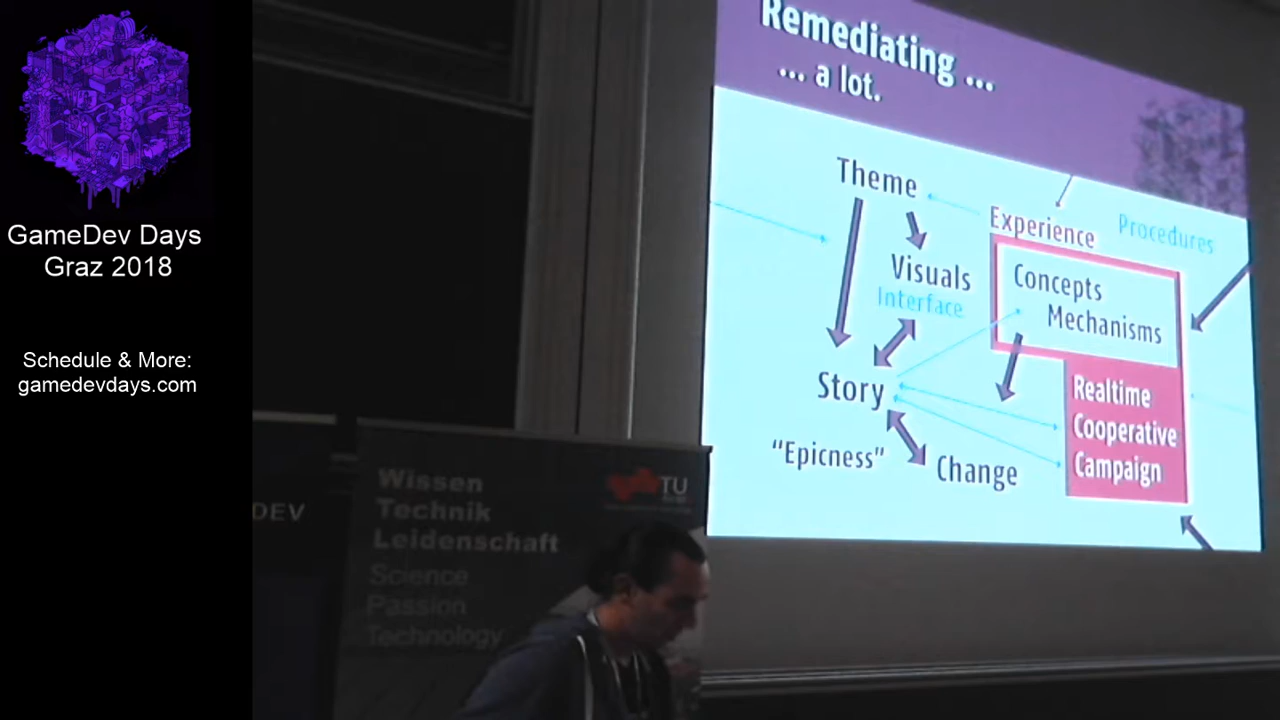 GameDev Days
Graz 2018
Schedule & More:
gamedevdays.com
Remediating ...
... a lot.
Theme
Experience
Procedures
Visuals
Interface
Concepts
Mechanisms
Story
Realtime
Cooperative
Campaign
"Epicness"
Change
DEV
Wissen
Technik
Leidenschaft
TU
Science
Passion
Technology